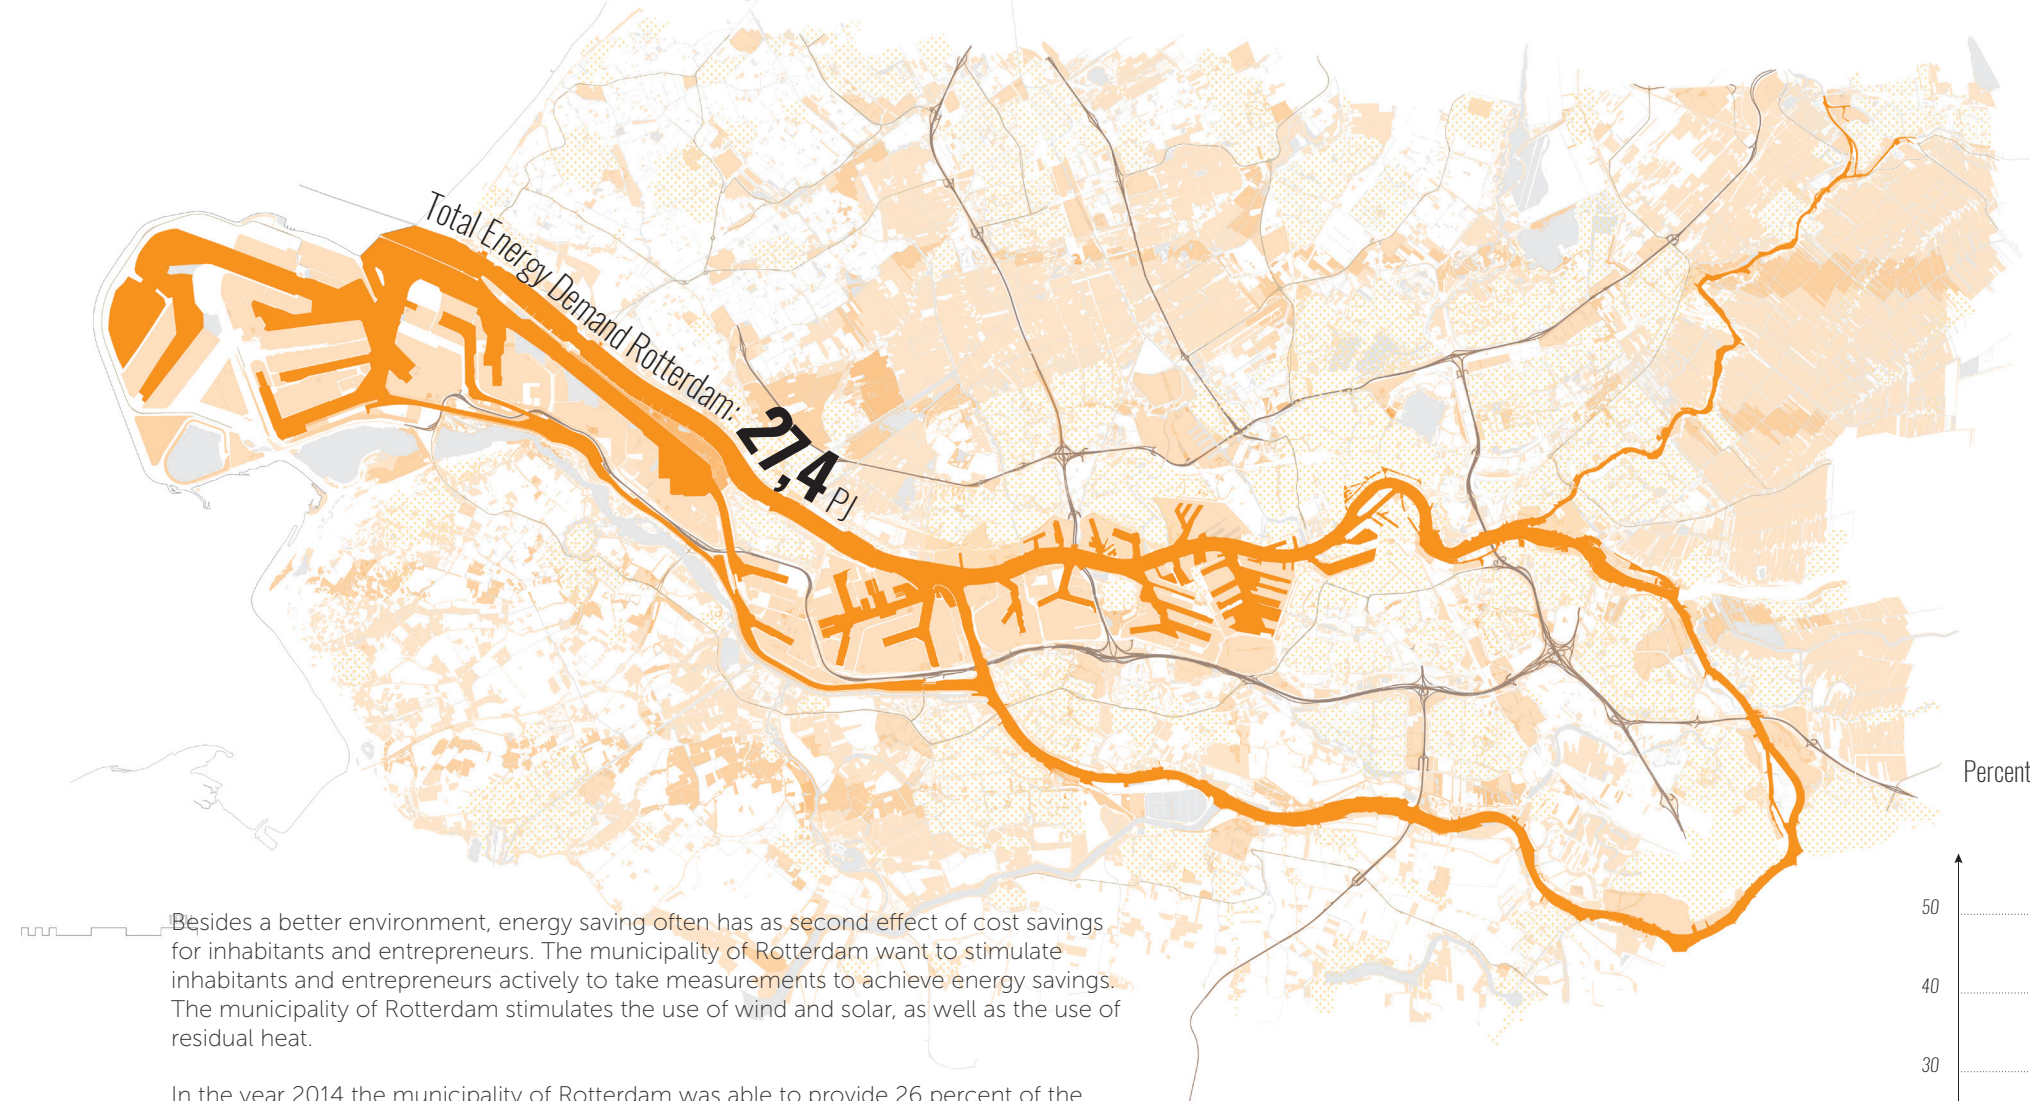 Total Energy Demand Rotterdam: 27,4 PJ
Percent
50
40
30
Besides a better environment, energy saving often has as second effect of cost savings
for inhabitants and entrepreneurs. The municipality of Rotterdam want to stimulate
inhabitants and entrepreneurs actively to take measurements to achieve energy savings.
The municipality of Rotterdam stimulates the use of wind and solar, as well as the use of
residual heat.
In the year 2014 the municipality of Rotterdam was able to provide 26 percent of the